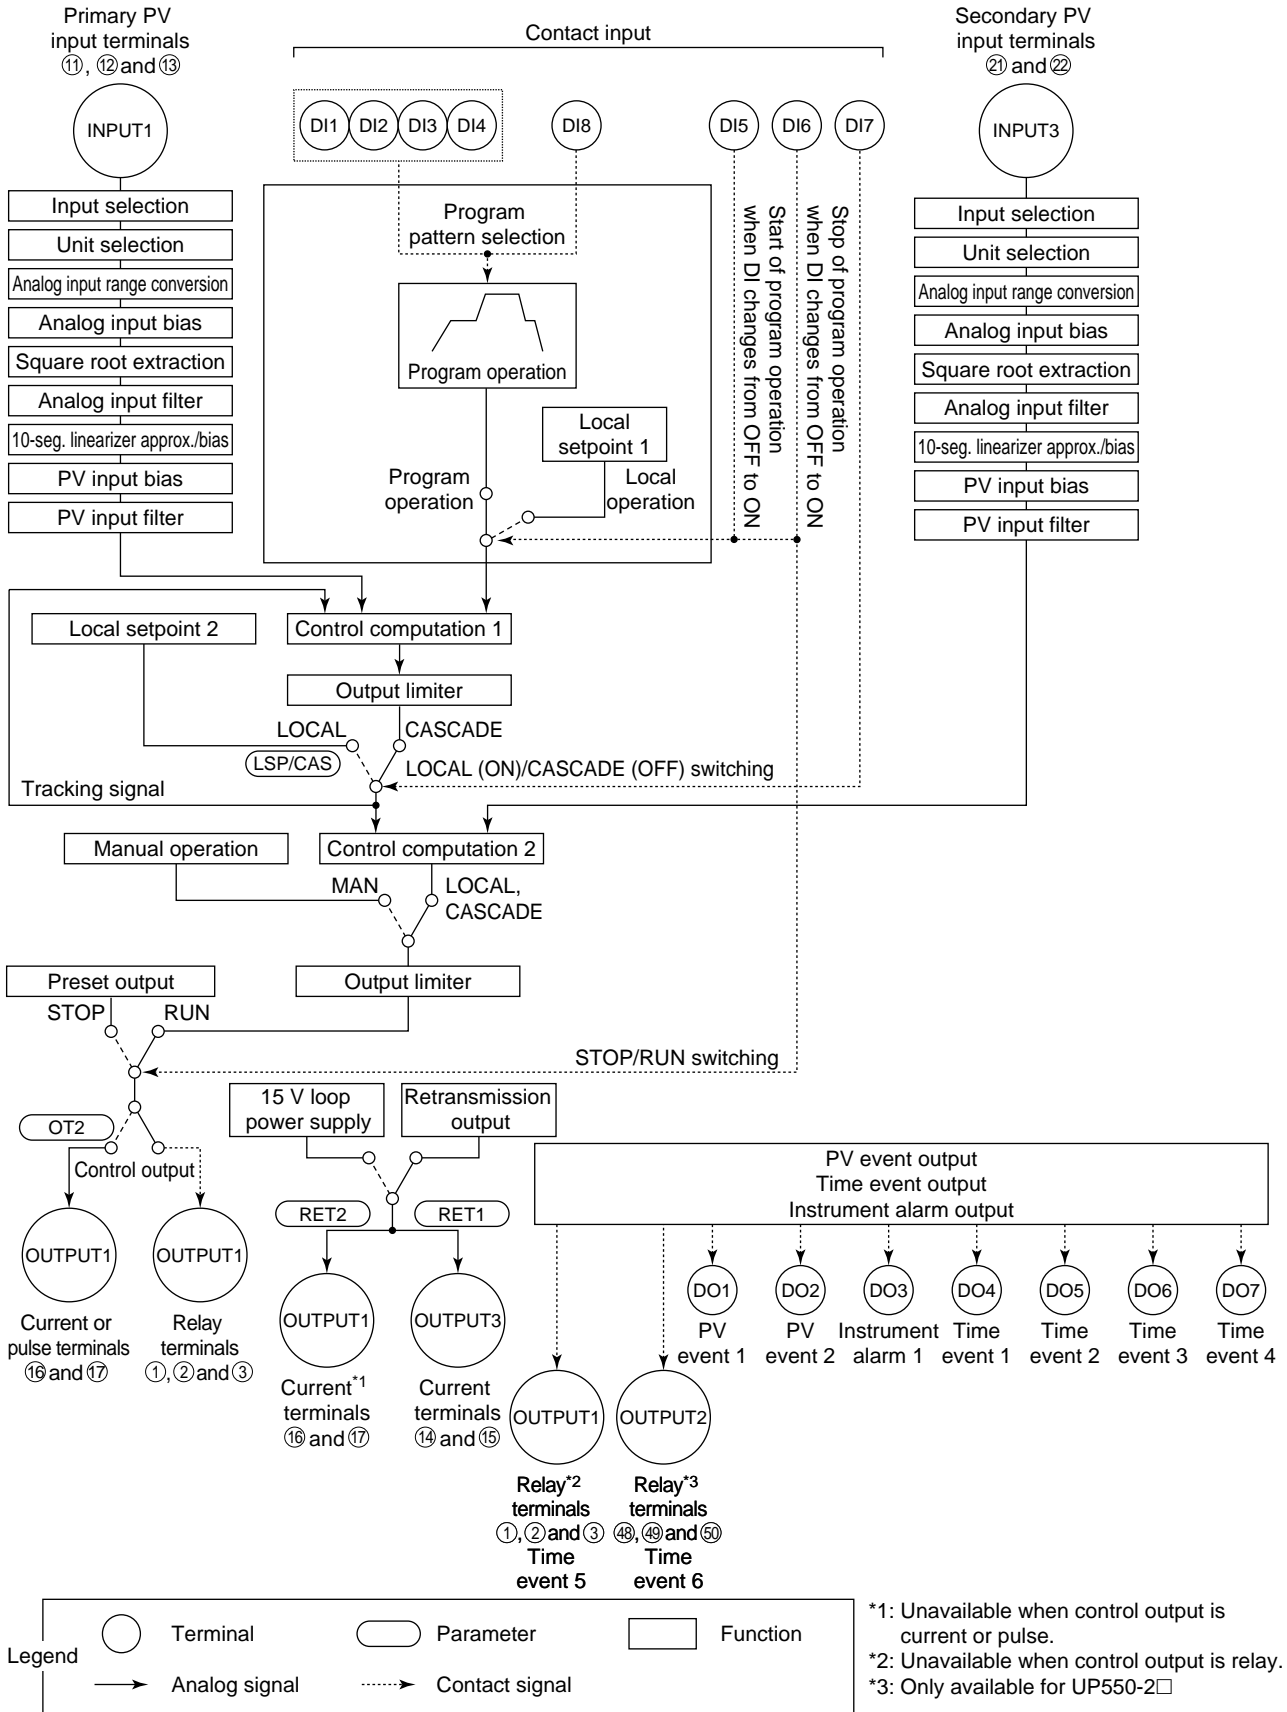 Primary PV
input terminals
⑪, ⑫ and ⑬
INPUT1
Input selection
Unit selection
Analog input range conversion
Analog input bias
Square root extraction
Analog input filter
10-seg. linearizer approx./bias
PV input bias
PV input filter
Contact input
DI1
DI2
DI3
DI4
DI8
DI5
DI6
DI7
Program
pattern selection
Program operation
Local
setpoint 1
Program
operation
Local
operation
Start of program operation
when DI changes from OFF to ON
Stop of program operation
when DI changes from OFF to ON
Secondary PV
input terminals
㉑ and ㉒
INPUT3
Input selection
Unit selection
Analog input range conversion
Analog input bias
Square root extraction
Analog input filter
10-seg. linearizer approx./bias
PV input bias
PV input filter
Local setpoint 2
Control computation 1
Output limiter
LOCAL
CASCADE
LSP/CAS
LOCAL (ON)/CASCADE (OFF) switching
Tracking signal
Manual operation
Control computation 2
MAN
LOCAL,
CASCADE
Preset output
Output limiter
STOP
RUN
STOP/RUN switching
OT2
Control output
OUTPUT1
Current or
pulse terminals
⑯ and ⑰
OUTPUT1
Relay
terminals
①, ② and ③
15 V loop
power supply
Retransmission
output
RET2
RET1
OUTPUT1
Current*1
terminals
⑯ and ⑰
OUTPUT3
Current
terminals
⑭ and ⑮
PV event output
Time event output
Instrument alarm output
OUTPUT1
Relay*2
terminals
①, ② and ③
Time
event 5
OUTPUT2
Relay*3
terminals
㊽, ㊾ and ㊿
Time
event 6
DO1
PV
event 1
DO2
PV
event 2
DO3
Instrument
alarm 1
DO4
Time
event 1
DO5
Time
event 2
DO6
Time
event 3
DO7
Time
event 4
Legend
Terminal
Parameter
Function
Analog signal
Contact signal
*1: Unavailable when control output is
current or pulse.
*2: Unavailable when control output is relay.
*3: Only available for UP550-2□